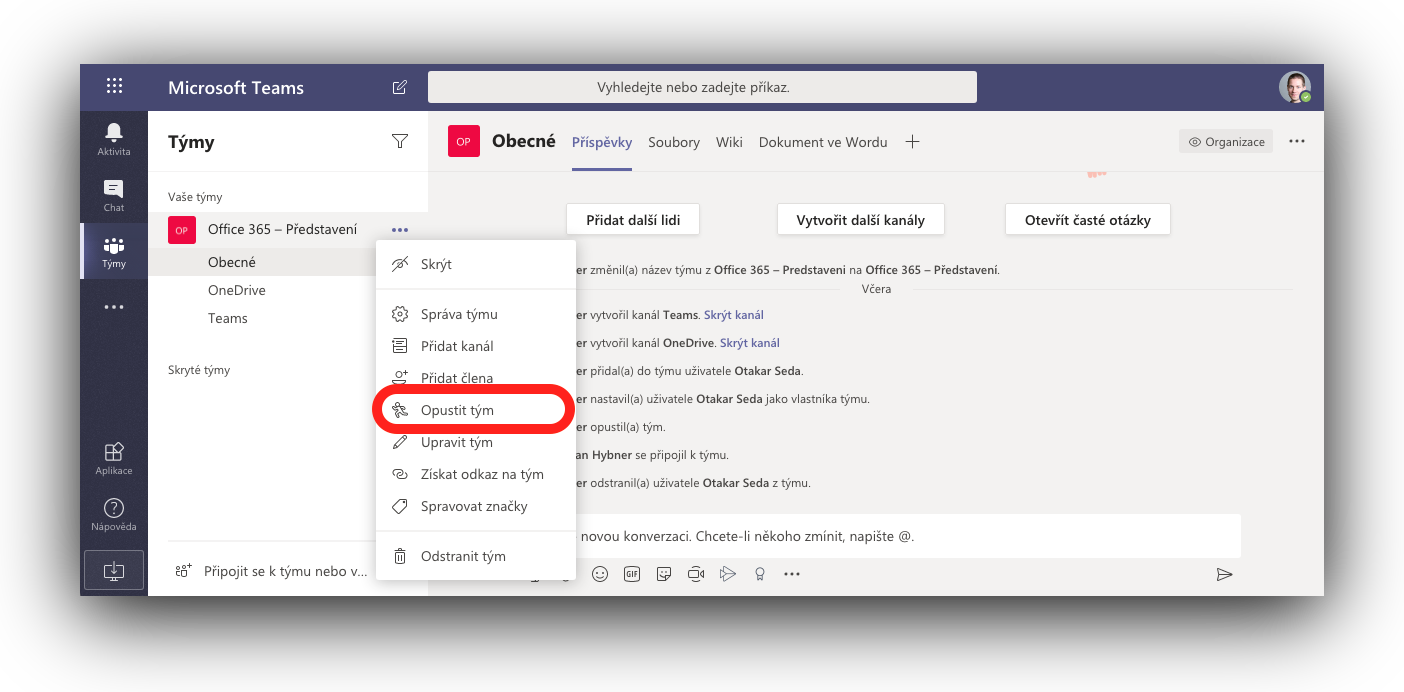 Microsoft Teams
Vyhledejte nebo zadejte příkaz.
Aktivita
Chat
Týmy
Aplikace
Nápověda
Týmy
Vaše týmy
OP
Office 365 – Představení
Obecné
OneDrive
Teams
Skryté týmy
Připojit se k týmu nebo v...
Skrýt
Správa týmu
Přidat kanál
Přidat člena
Opustit tým
Upravit tým
Získat odkaz na tým
Spravovat značky
Odstranit tým
OP
Obecné Příspěvky Soubory Wiki Dokument ve Wordu
Organizace
Přidat další lidi
Vytvořit další kanály
Otevřít časté otázky
er změnil(a) název týmu z Office 365 – Predstaveni na Office 365 – Představení.
Včera
er vytvořil kanál Teams. Skrýt kanál
er vytvořil kanál OneDrive. Skrýt kanál
er přidal(a) do týmu uživatele Otakar Seda.
er nastavil(a) uživatele Otakar Seda jako vlastníka týmu.
er opustil(a) tým.
an Hybner se připojil k týmu.
er odstranil(a) uživatele Otakar Seda z týmu.
novou konverzaci. Chcete-li někoho zmínit, napište @.
GIF